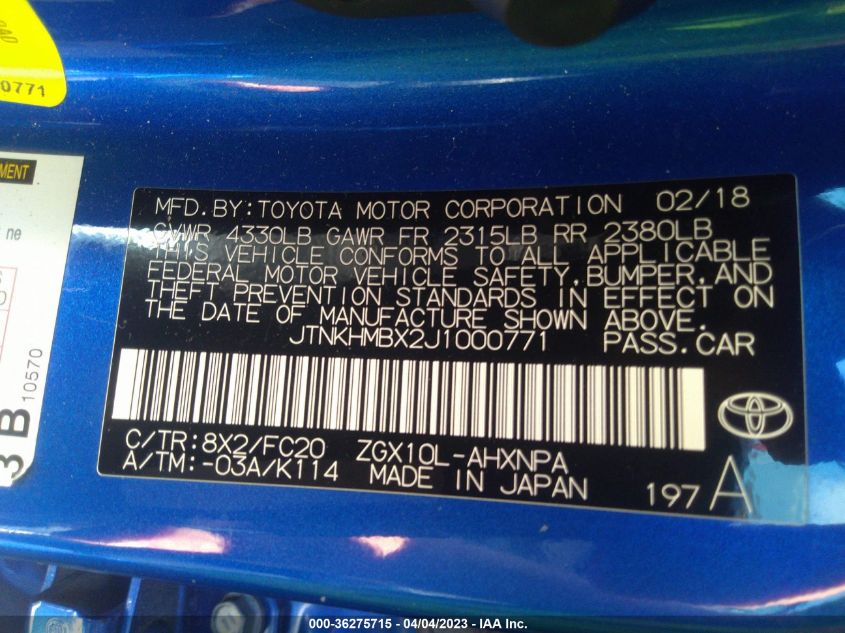 0771
MENT
ne
10570
3 B
MFD.BY:TOYOTA MOTOR CORPORATION 02/18
GVWR 4330LB GAWR FR 2315LB RR 2380LB
THIS VEHICLE CONFORMS TO ALL APPLICABLE
FEDERAL MOTOR VEHICLE SAFETY,BUMPER,AND
THEFT PREVENTION STANDARDS IN EFFECT ON
THE DATE OF MANUFACTURE SHOWN ABOVE.
JTNKHMBX2J1000771 PASS.CAR
C/TR:8X2/FC20 ZGX10L-AHXNPA
A/TM:-03A/K114 MADE IN JAPAN 197 A
000-36275715 - 04/04/2023 - IAA Inc.